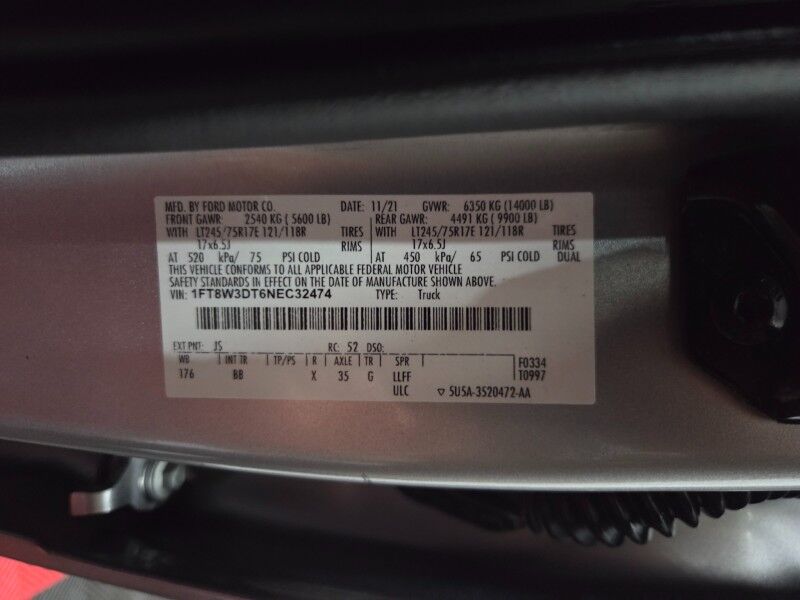 MFD. BY FORD MOTOR CO. DATE: 11/21 GVWR: 6350 KG (14000 LB)
FRONT GAWR: 2540 KG ( 5600 LB) REAR GAWR: 4491 KG ( 9900 LB)
WITH LT245/75R17E 121/118R TIRES WITH LT245/75R17E 121/118R TIRES
17x6.5J RIMS 17x6.5J RIMS
AT 520 kPa/ 75 PSI COLD AT 450 kPa/ 65 PSI COLD DUAL
THIS VEHICLE CONFORMS TO ALL APPLICABLE FEDERAL MOTOR VEHICLE
SAFETY STANDARDS IN EFFECT ON THE DATE OF MANUFACTURE SHOWN ABOVE.
VIN: 1FT8W3DT6NEC32474 TYPE: Truck
EXT PNT: JS RC: 52 DSO:
WB INT TR TP/PS R AXLE TR SPR F0334
176 BB X 35 G LLFF T0997
ULC ▽ 5U5A-3520472-AA